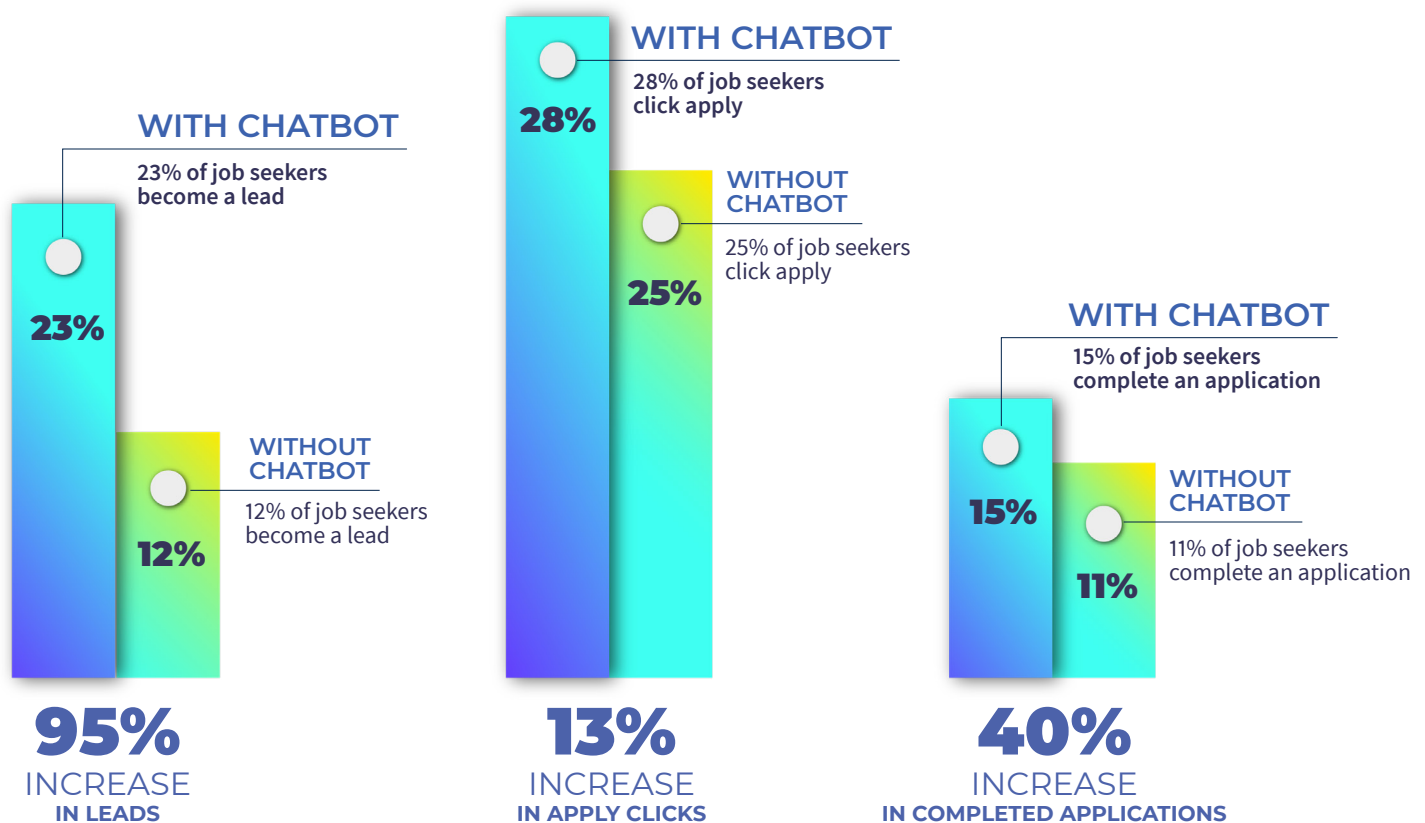 WITH CHATBOT
23% of job seekers
become a lead
23%
WITHOUT
CHATBOT
12% of job seekers
become a lead
12%
95%
INCREASE
IN LEADS
WITH CHATBOT
28% of job seekers
click apply
28%
WITHOUT
CHATBOT
25% of job seekers
click apply
25%
13%
INCREASE
IN APPLY CLICKS
WITH CHATBOT
15% of job seekers
complete an application
15%
WITHOUT
CHATBOT
11% of job seekers
complete an application
11%
40%
INCREASE
IN COMPLETED APPLICATIONS